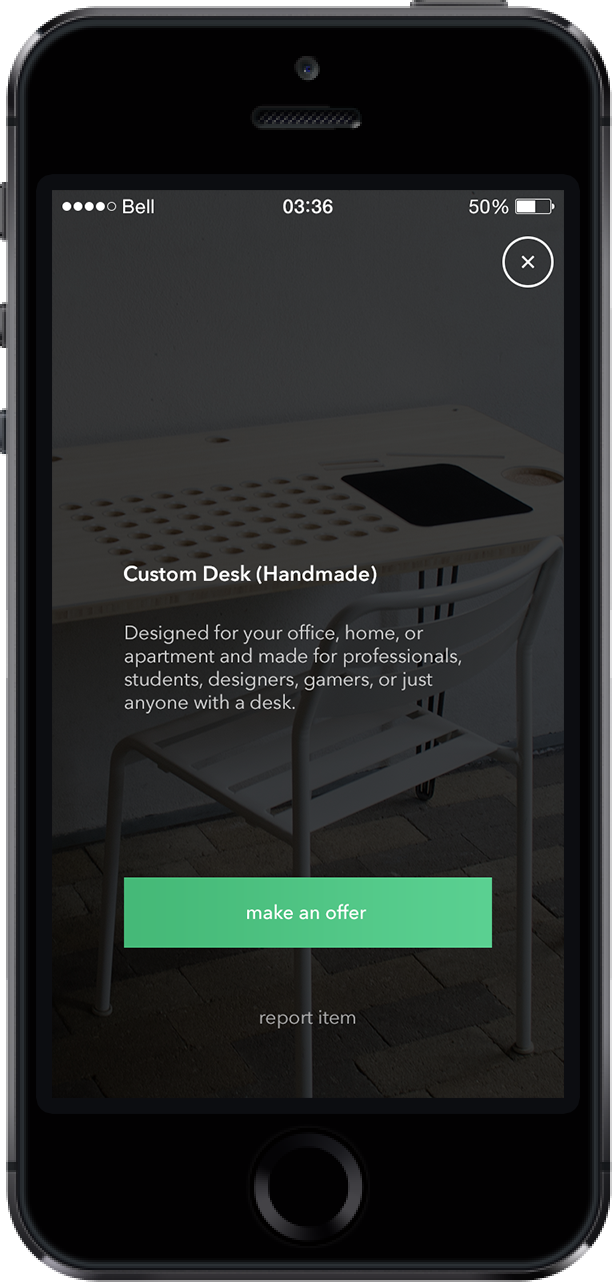 Bell 03:36 50%
Custom Desk (Handmade)
Designed for your office, home, or
apartment and made for professionals,
students, designers, gamers, or just
anyone with a desk.
make an offer
report item